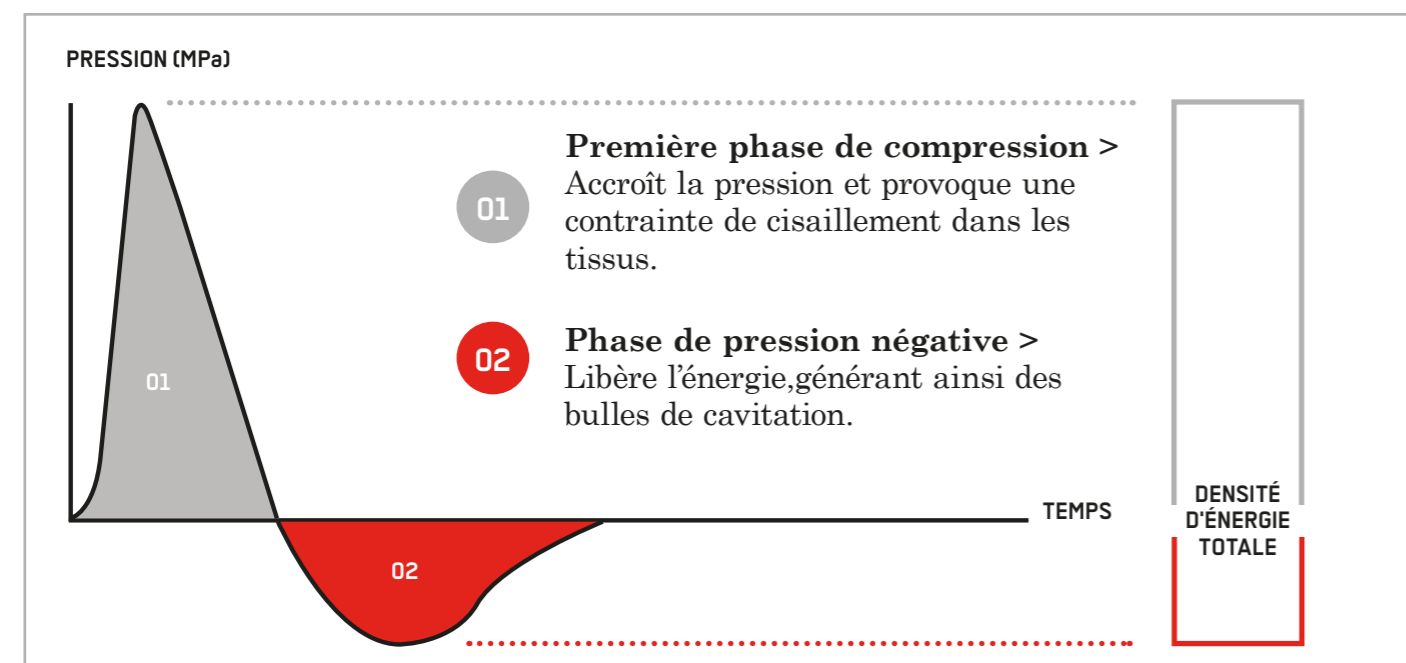 PRESSION (MPa)
01
Première phase de compression >
Accroît la pression et provoque une
contrainte de cisaillement dans les
tissus.
02
Phase de pression négative >
Libère l'énergie,générant ainsi des
bulles de cavitation.
01
TEMPS
02
DENSITÉ
D'ÉNERGIE
TOTALE